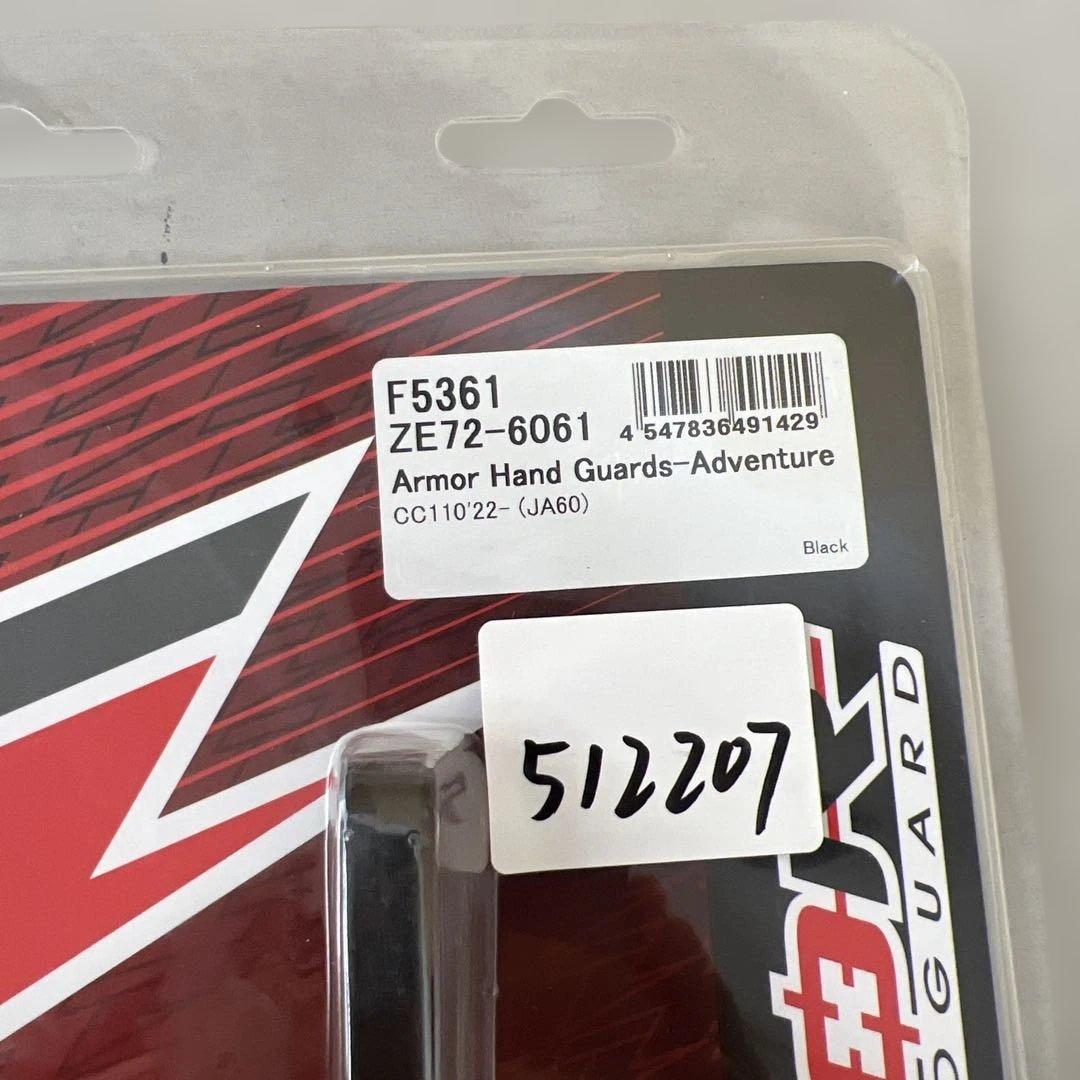 F5361
ZE72-6061
4 547836 491429
Armor Hand Guards-Adventure
CC110'22- (JA60)
Black
512207
GUARD